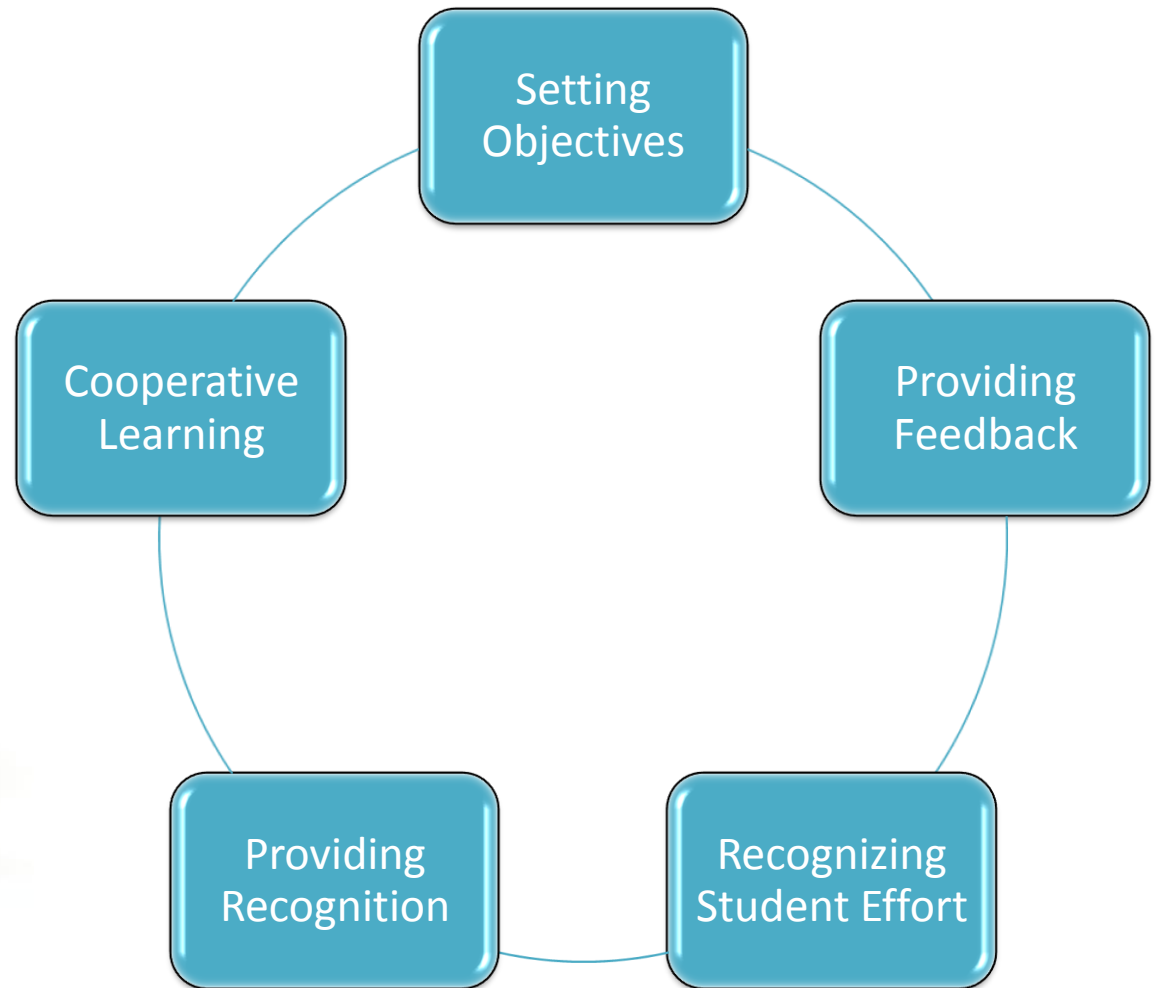 Setting
Objectives
Providing
Feedback
Recognizing
Student Effort
Providing
Recognition
Cooperative
Learning